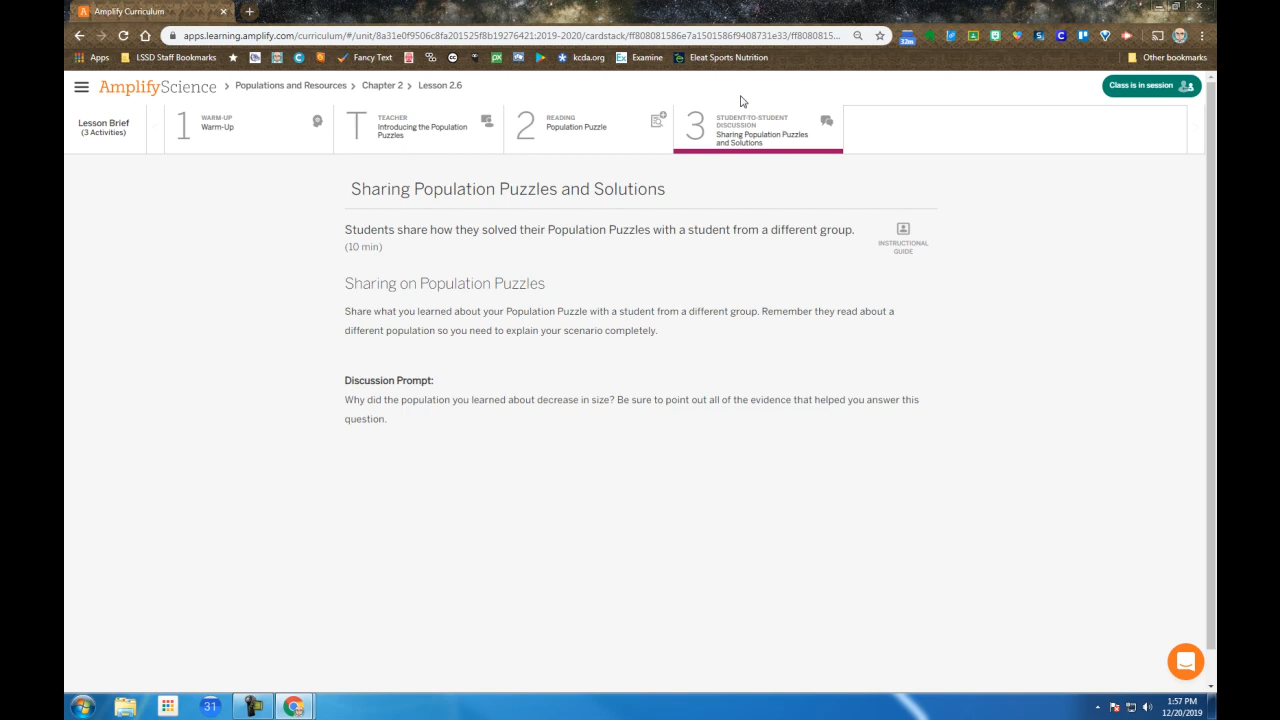 Amplify Curriculum
apps.learning.amplify.com/curriculum/#/unit/8a31e0f9506c8fa201525f8b19276421:2019-2020/cardstack/ff808081586e7a1501586f9408731e33/ff8080815...
32m
Apps
LSSD Staff Bookmarks
Fancy Text
kcda.org
Examine
Eleat Sports Nutrition
Other bookmarks
AmplifyScience
Populations and Resources
Chapter 2
Lesson 2.6
Class is in session
Lesson Brief
(3 Activities)
1
WARM-UP
Warm-Up
T
TEACHER
Introducing the Population
Puzzles
2
READING
Population Puzzle
3
STUDENT-TO-STUDENT
DISCUSSION
Sharing Population Puzzles
and Solutions
Sharing Population Puzzles and Solutions
Students share how they solved their Population Puzzles with a student from a different group.
(10 min)
INSTRUCTIONAL
GUIDE
Sharing on Population Puzzles
Share what you learned about your Population Puzzle with a student from a different group. Remember they read about a
different population so you need to explain your scenario completely.
Discussion Prompt:
Why did the population you learned about decrease in size? Be sure to point out all of the evidence that helped you answer this
question.
31
1:57 PM
12/20/2019